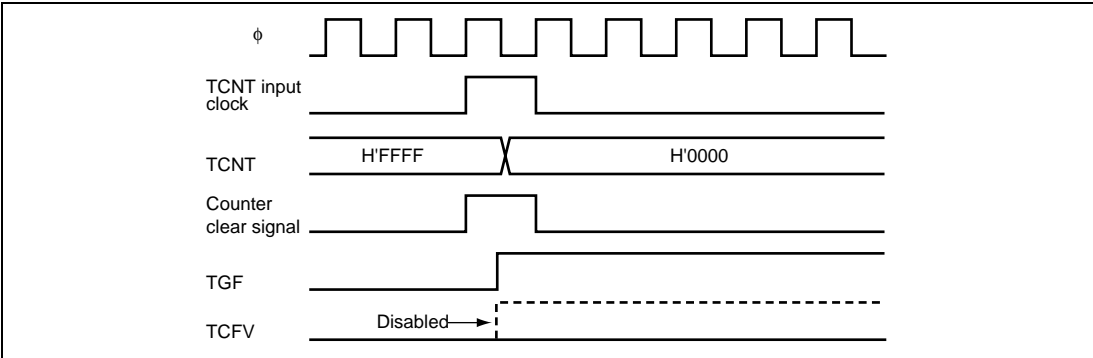 ϕ
TCNT input
clock
TCNT
H'FFFF
H'0000
Counter
clear signal
TGF
Disabled
TCFV